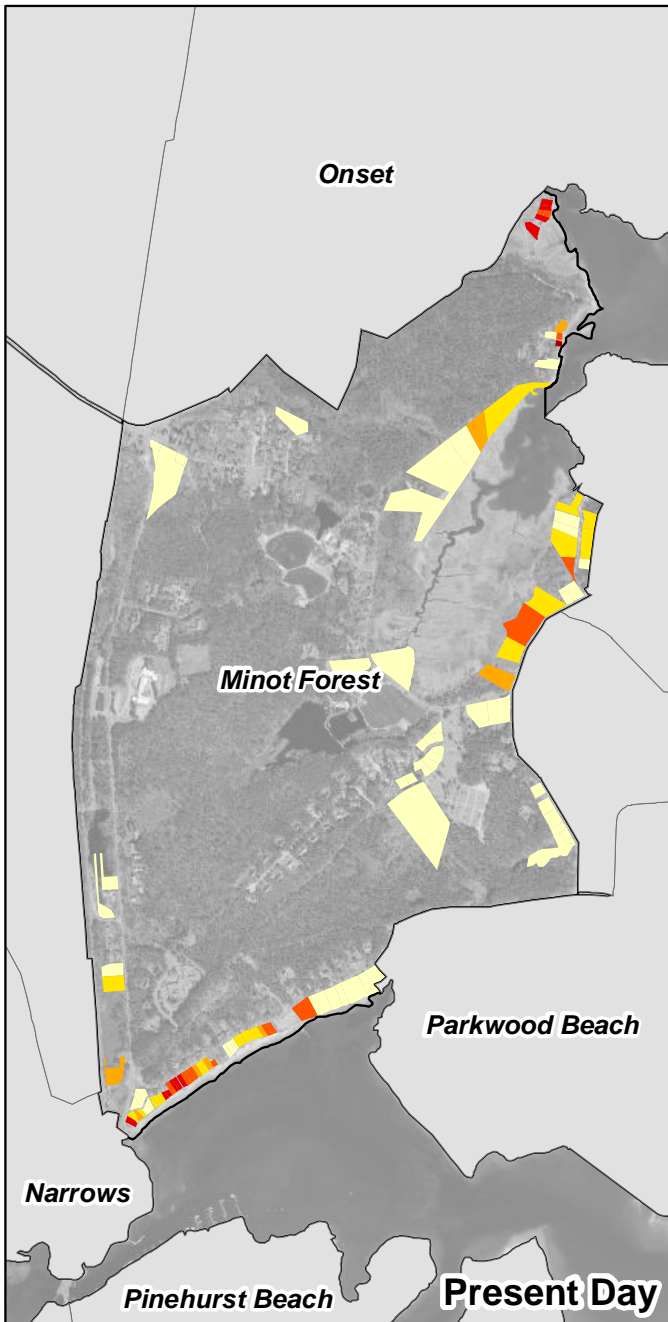 Onset
Minot Forest
Parkwood Beach
Narrows
Pinehurst Beach
Present Day